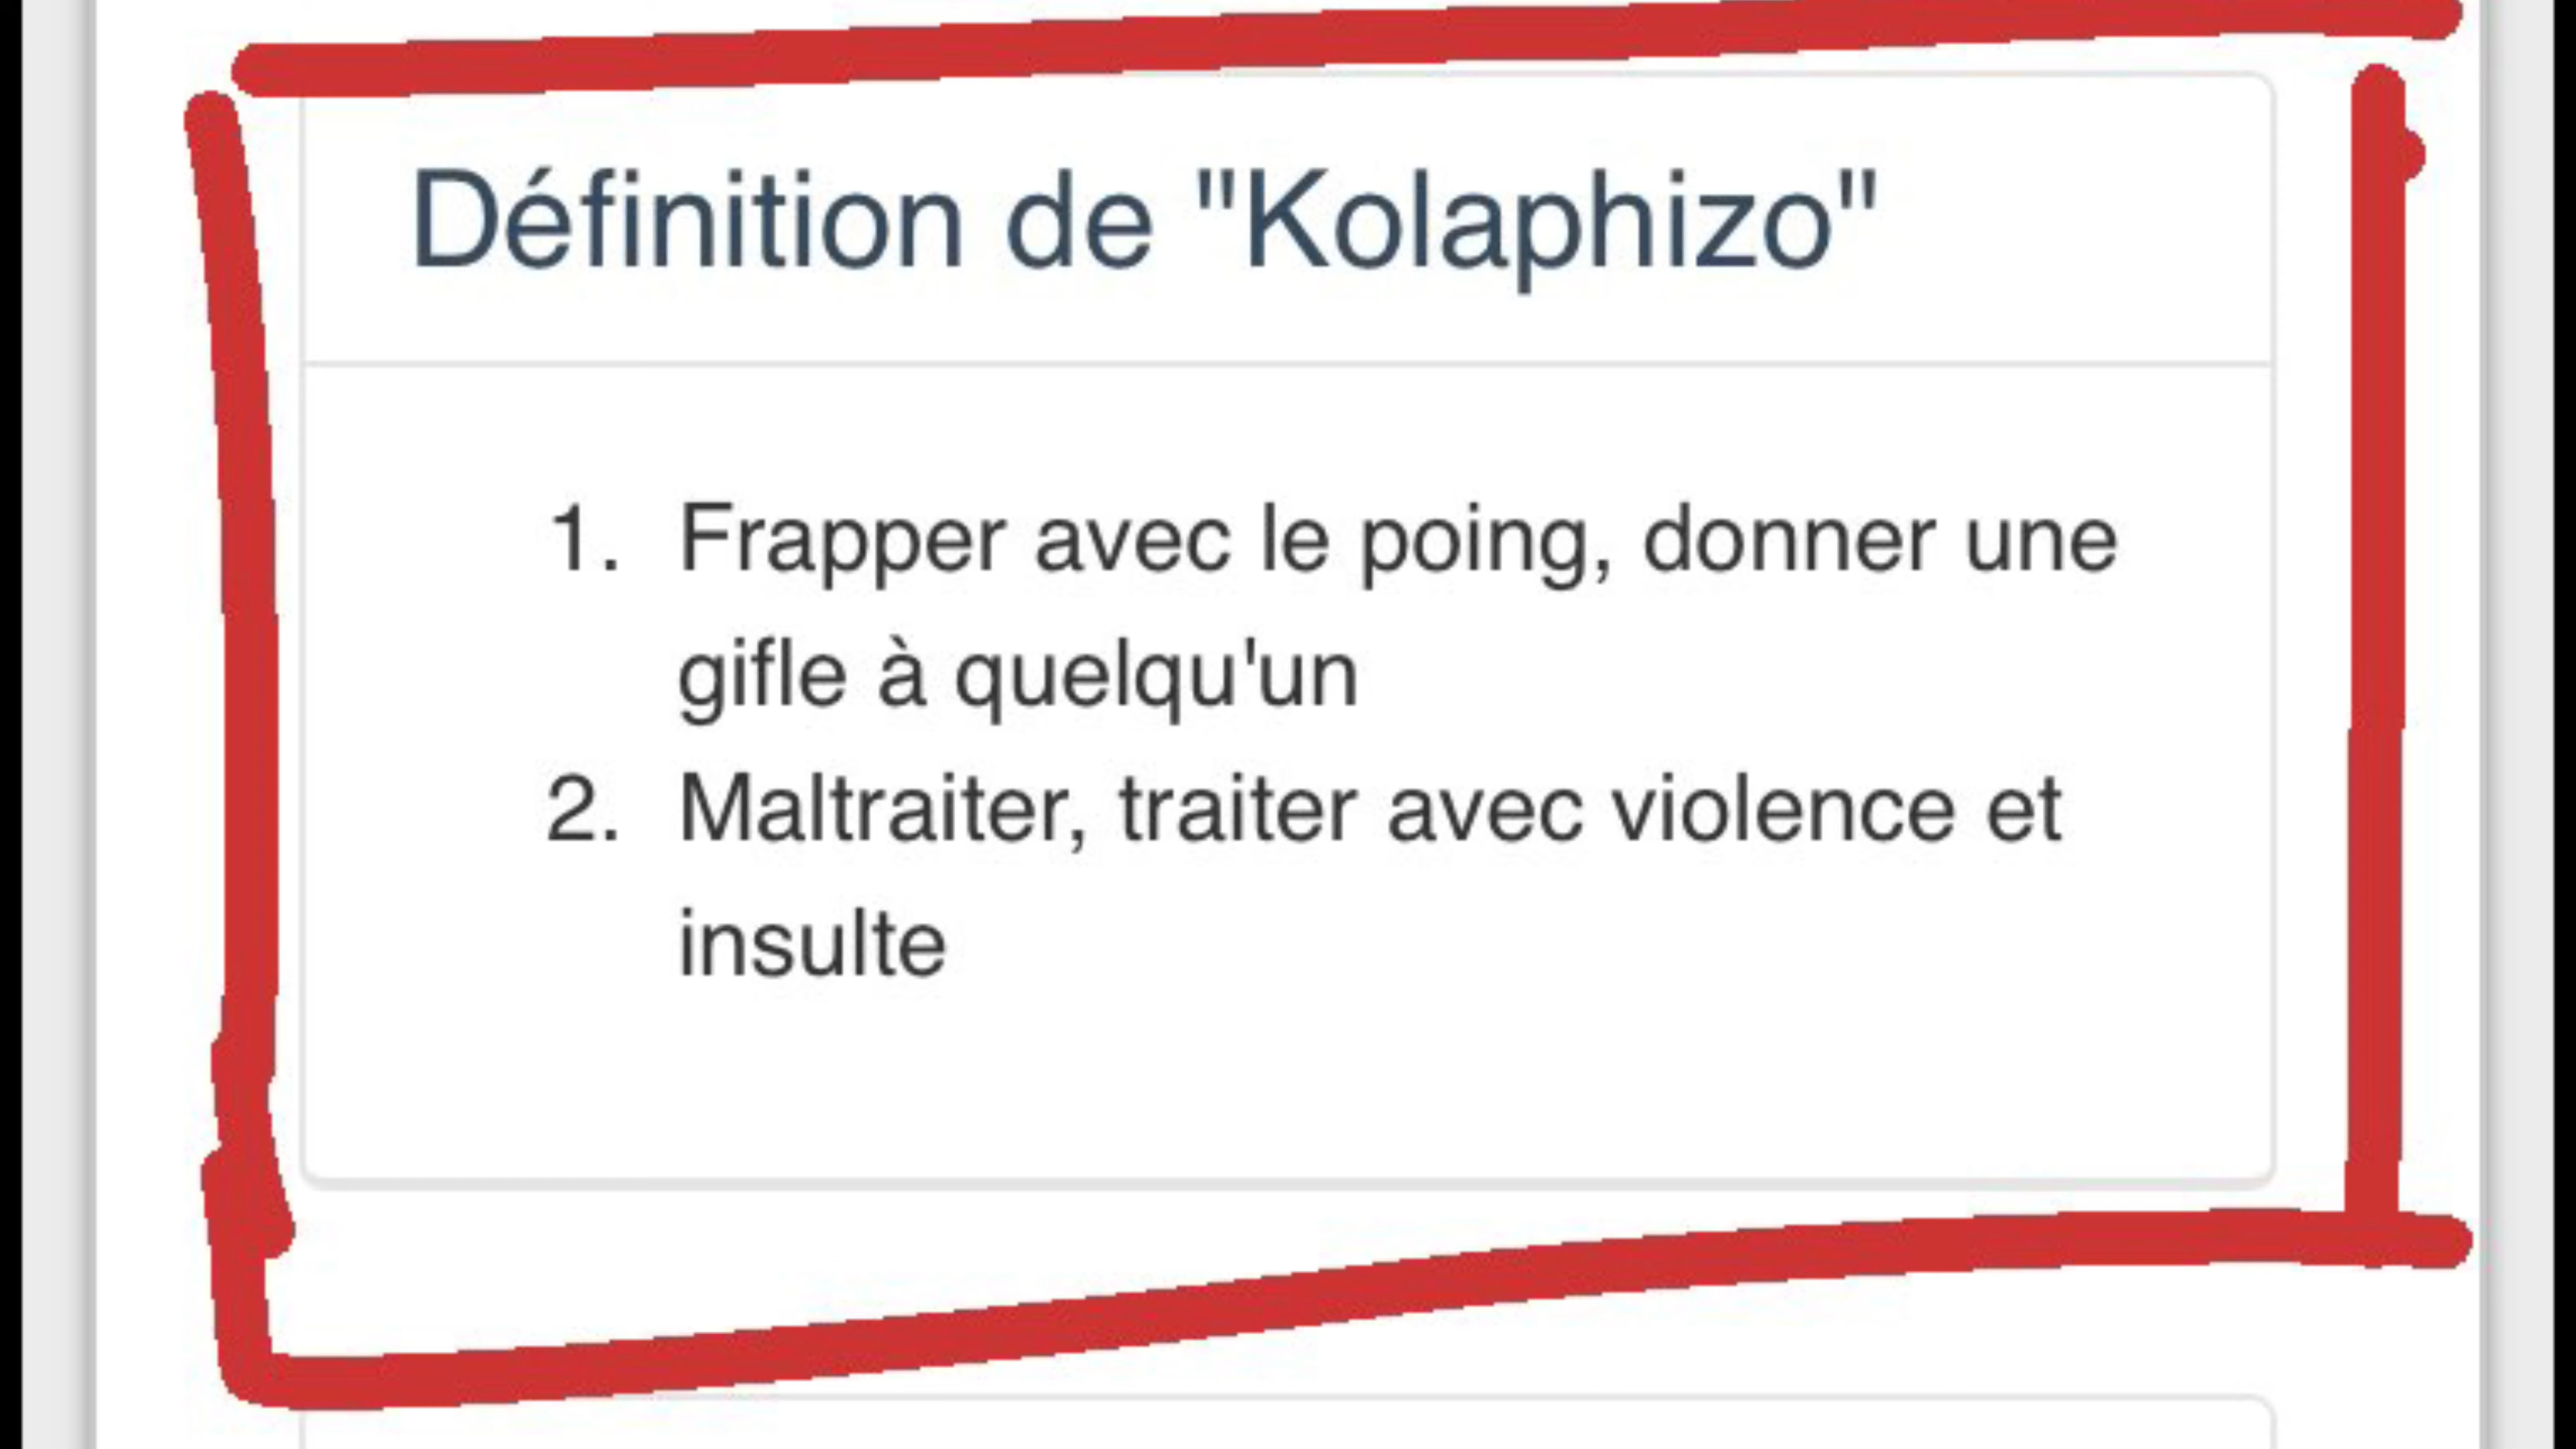 Définition de "Kolaphizo"
1. Frapper avec le poing, donner une
gifle à quelqu'un
2. Maltraiter, traiter avec violence et
insulte